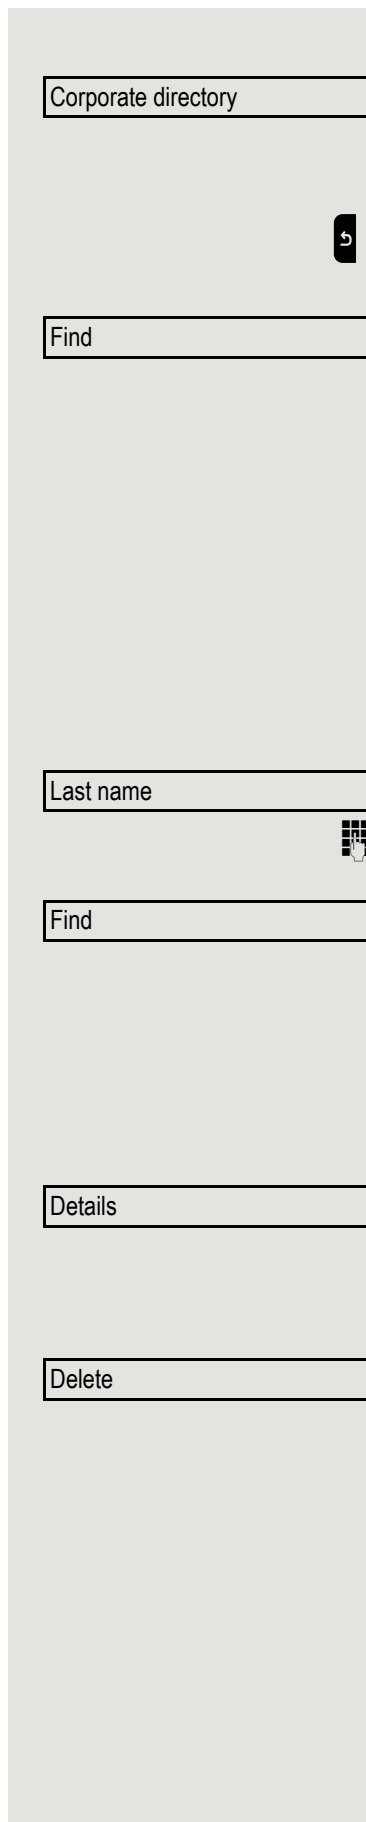 Corporate directory
Find
Last name
Find
Details
Delete